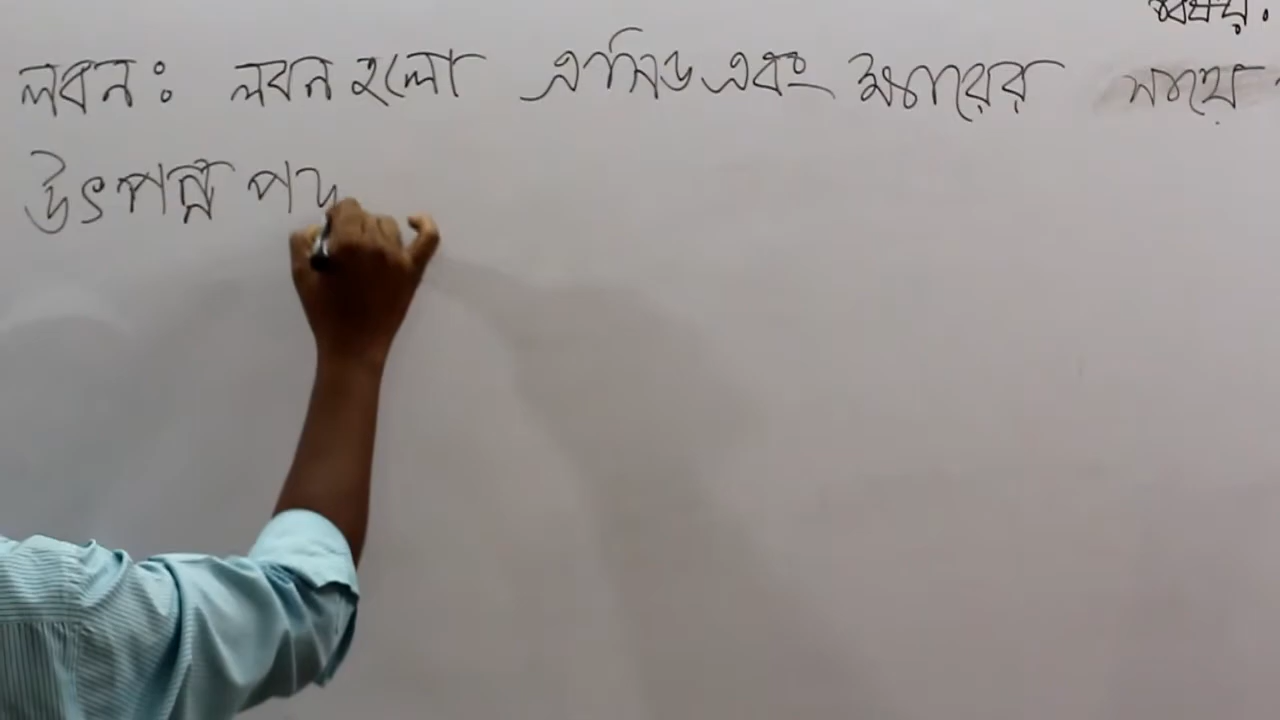 লবনঃ লবন হলো এসিড এবং ক্ষারের সাথে
উৎপন্ন পদ